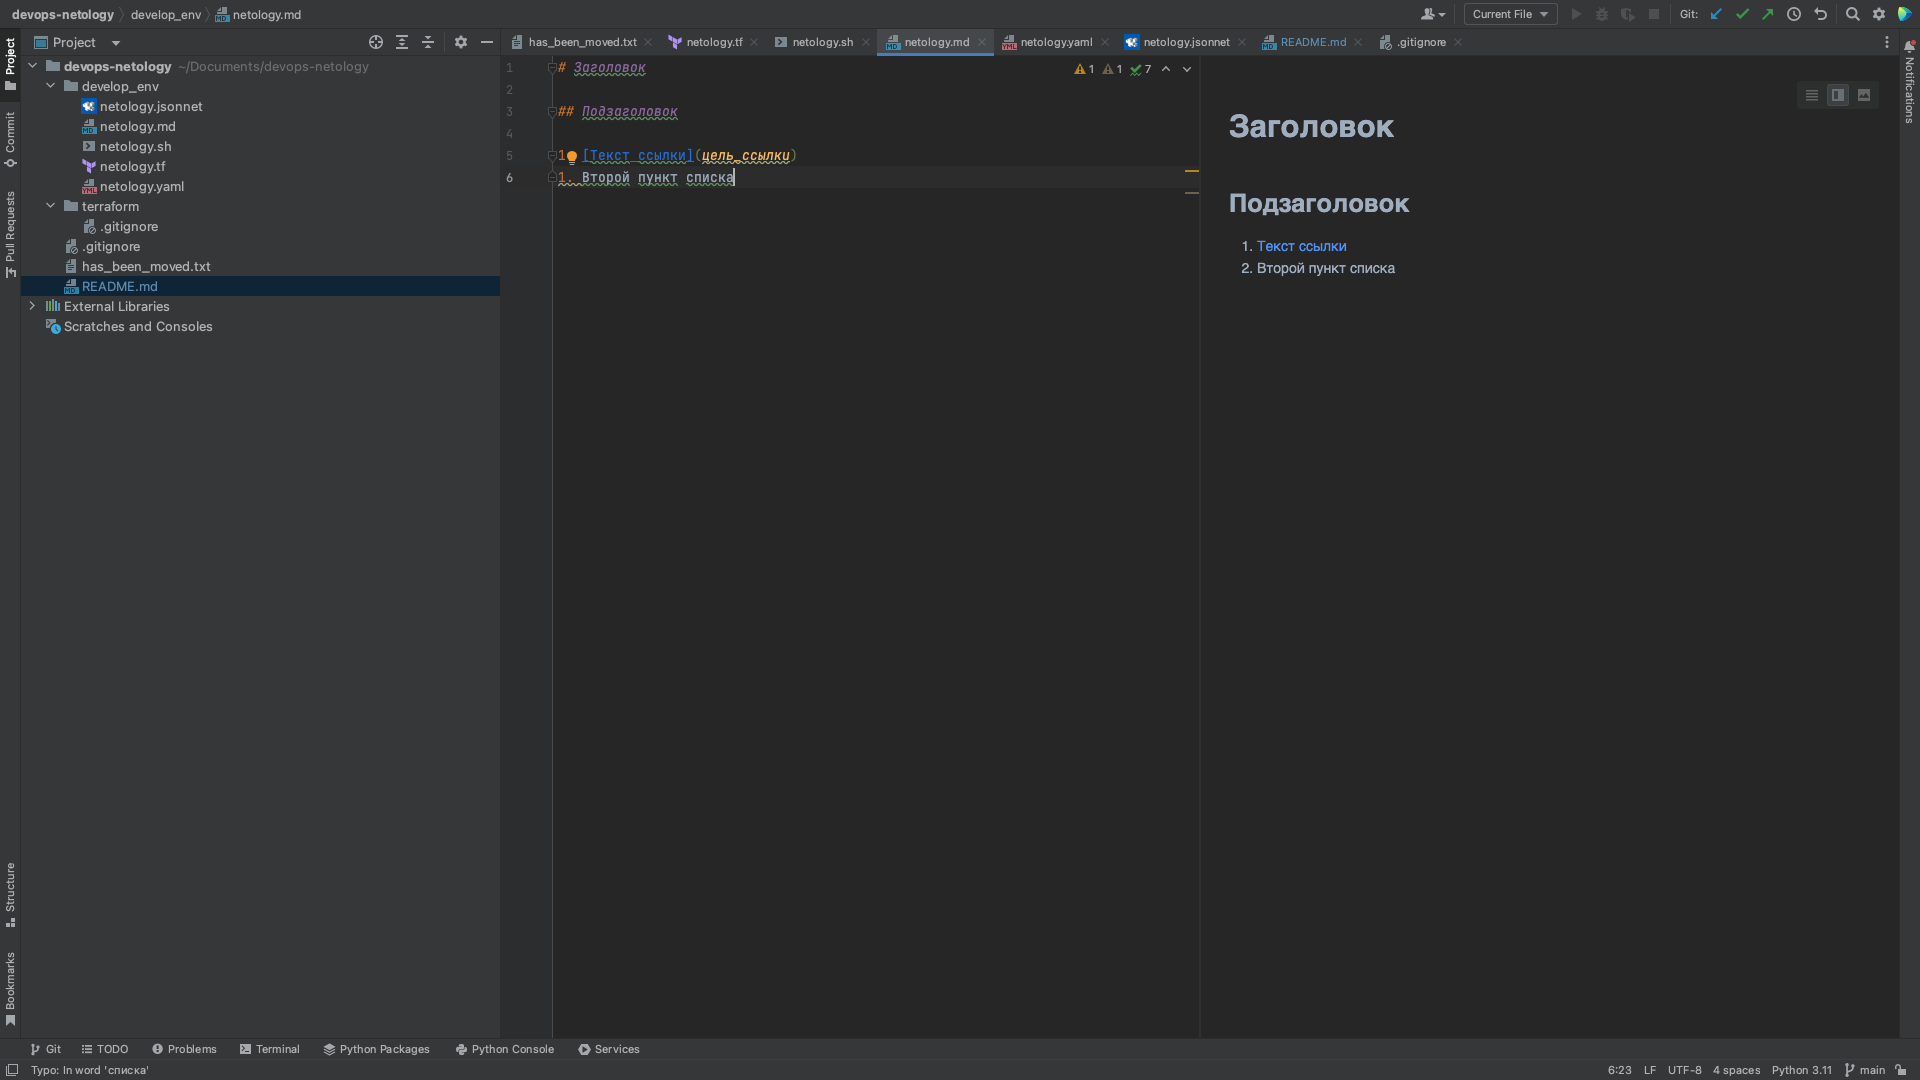 devops-netology develop_env netology.md
Current File
Git:
Project
has_been_moved.txt netology.tf netology.sh netology.md netology.yaml netology.jsonnet README.md .gitignore
devops-netology ~/Documents/devops-netology
develop_env
netology.jsonnet
netology.md
netology.sh
netology.tf
netology.yaml
terraform
.gitignore
.gitignore
has_been_moved.txt
README.md
External Libraries
Scratches and Consoles
Project
Commit
Pull Requests
Structure
Bookmarks
1 # Заголовок
2
3 ## Подзаголовок
4
5 1 [Текст ссылки](цель_ссылки)
6 1. Второй пункт списка
1 1 7
Заголовок
Подзаголовок
1. Текст ссылки
2. Второй пункт списка
Notifications
Git TODO Problems Terminal Python Packages Python Console Services
Typo: In word 'списка'
6:23 LF UTF-8 4 spaces Python 3.11 main